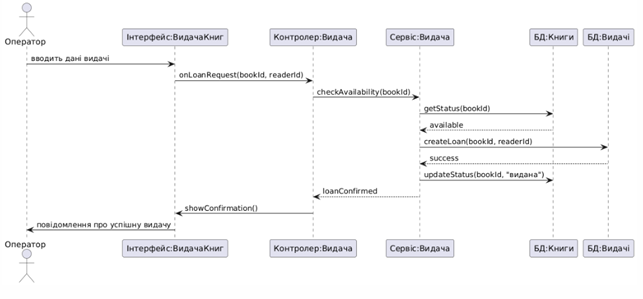 Оператор
Інтерфейс:ВидачаКниг
Контролер:Видача
Сервіс:Видача
БД:Книги
БД:Видачі
вводить дані видачі
onLoanRequest(bookId, readerId)
checkAvailability(bookId)
getStatus(bookId)
available
createLoan(bookId, readerId)
success
updateStatus(bookId, "видана")
loanConfirmed
showConfirmation()
повідомлення про успішну видачу
Оператор
Інтерфейс:ВидачаКниг
Контролер:Видача
Сервіс:Видача
БД:Книги
БД:Видачі